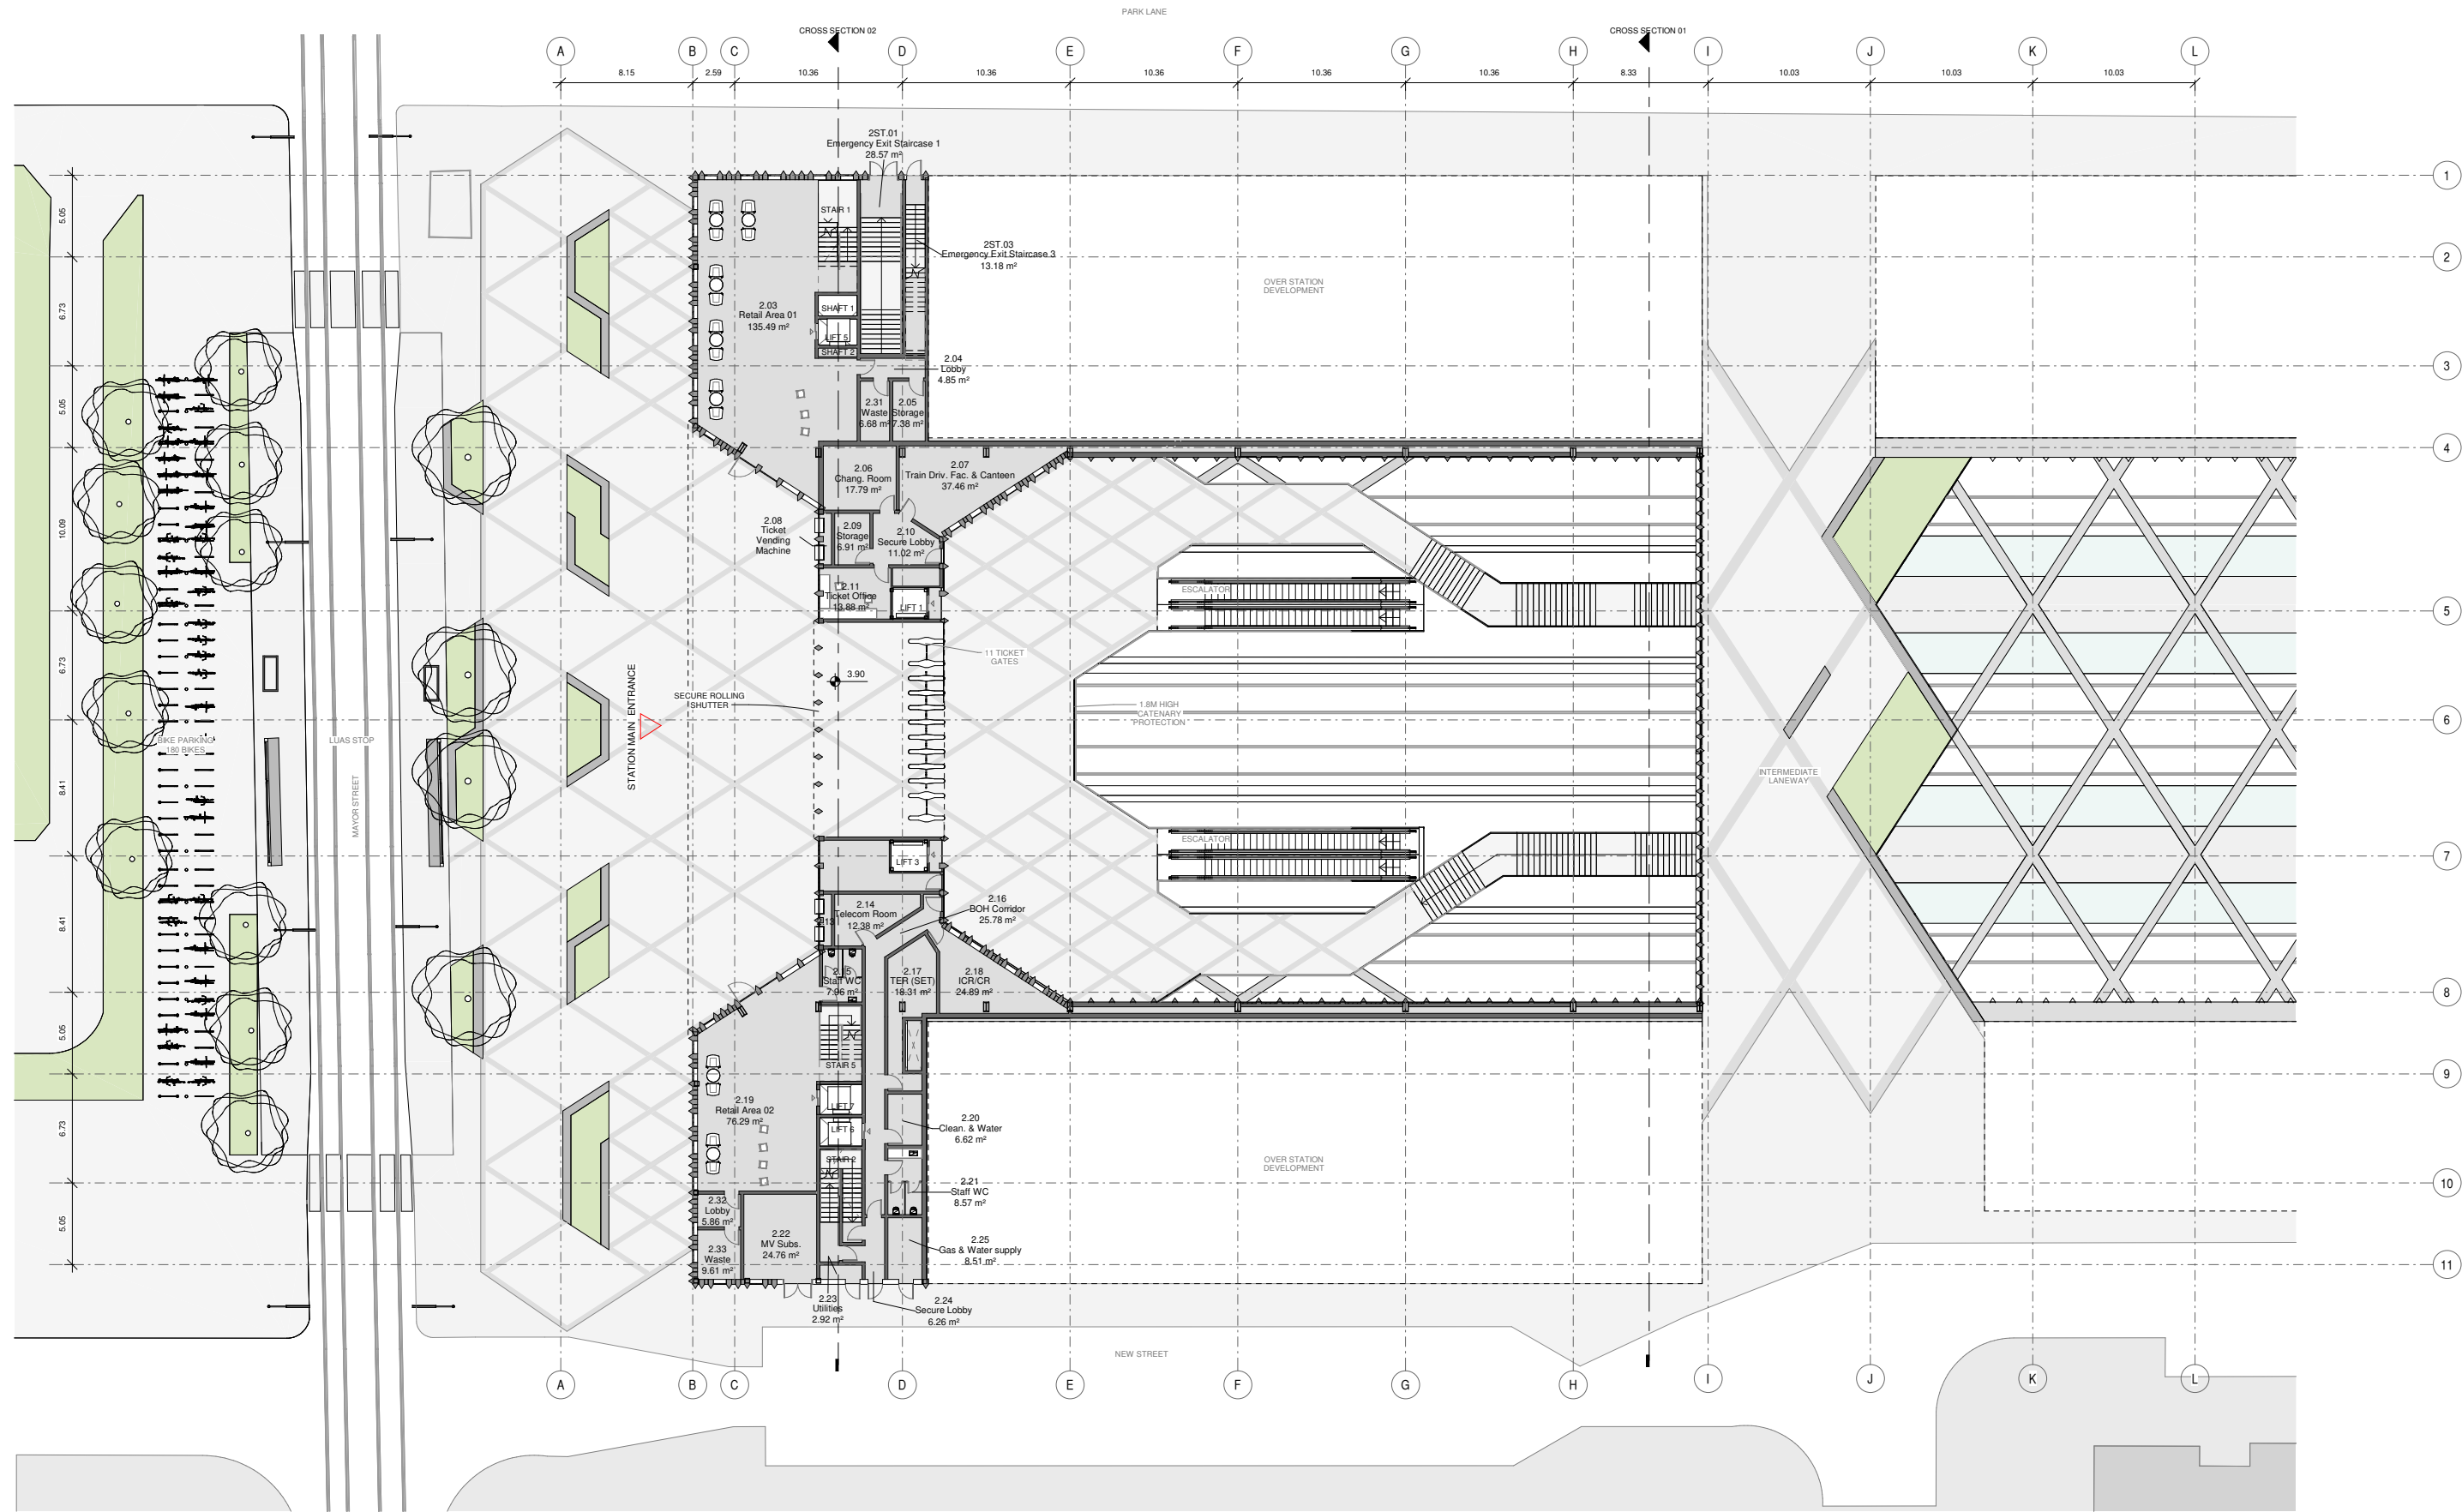 PARK LANE
CROSS SECTION 02
CROSS SECTION 01
A
B
C
D
E
F
G
H
I
J
K
L
8.15
2.59
10.36
10.36
10.36
10.36
10.36
8.33
10.03
10.03
10.03
1
2
3
4
5
6
7
8
9
10
11
5.05
6.73
5.05
10.09
6.73
8.41
8.41
5.05
6.73
5.05
2ST.01
Emergency Exit Staircase 1
28.57 m²
STAIR 1
2ST.03
Emergency Exit Staircase 3
13.18 m²
OVER STATION
DEVELOPMENT
2.03
Retail Area 01
135.49 m²
SHAFT 1
LIFT 5
SHAFT 2
2.04
Lobby
4.85 m²
2.31
Waste
6.68 m²
2.05
Storage
7.38 m²
2.06
Chang. Room
17.79 m²
2.07
Train Driv. Fac. & Canteen
37.46 m²
2.08
Ticket
Vending
Machine
2.09
Storage
6.91 m²
2.10
Secure Lobby
11.02 m²
2.11
Ticket Office
13.88 m²
LIFT 1
ESCALATOR
11 TICKET
GATES
3.90
SECURE ROLLING
SHUTTER
STATION MAIN ENTRANCE
1.8M HIGH
CATENARY
PROTECTION
BIKE PARKING
180 BIKES
LUAS STOP
MAYOR STREET
INTERMEDIATE
LANEWAY
ESCALATOR
LIFT 3
2.14
Telecom Room
12.38 m²
2.16
BOH Corridor
25.78 m²
2.15
Staff WC
7.96 m²
2.17
TER (SET)
18.31 m²
2.18
ICR/CR
24.89 m²
STAIR 5
2.19
Retail Area 02
76.29 m²
LIFT 7
LIFT 6
STAIR 2
2.20
Clean. & Water
6.62 m²
2.21
Staff WC
8.57 m²
OVER STATION
DEVELOPMENT
2.32
Lobby
5.86 m²
2.33
Waste
9.61 m²
2.22
MV Subs.
24.76 m²
2.25
Gas & Water supply
8.51 m²
2.23
Utilities
2.92 m²
2.24
Secure Lobby
6.26 m²
NEW STREET
A
B
C
D
E
F
G
H
I
J
K
L